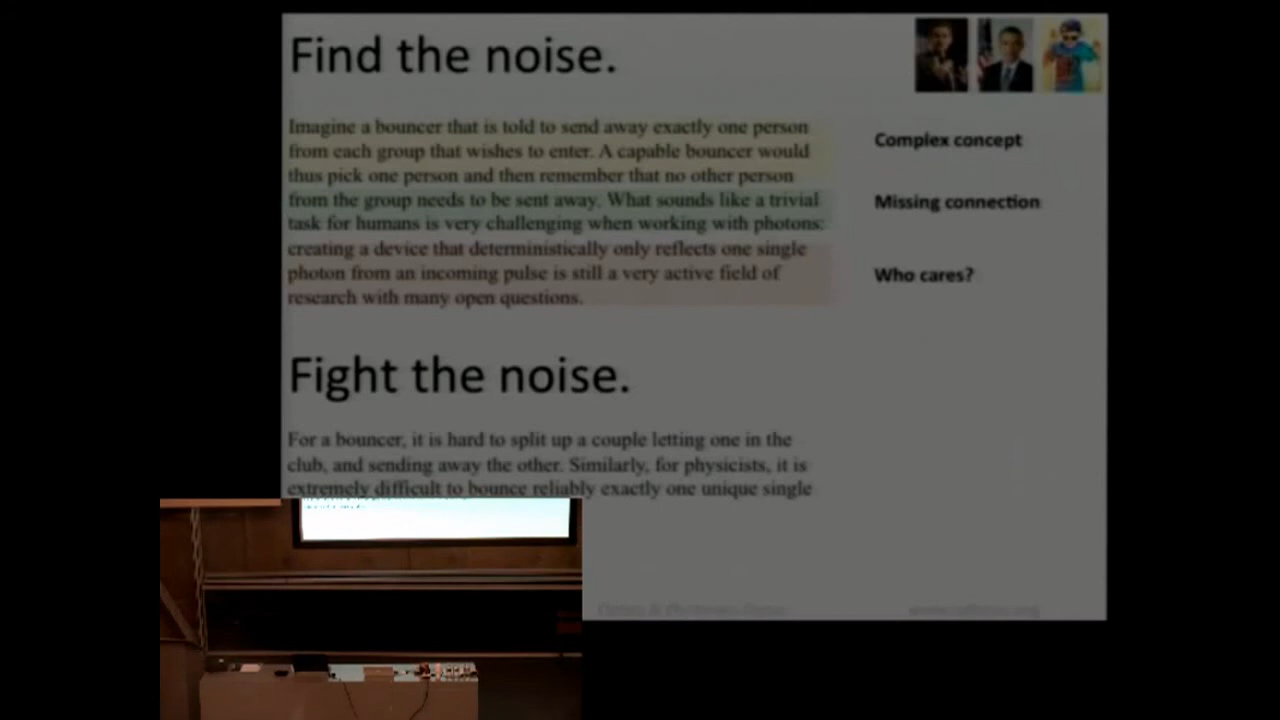 Find the noise.
Imagine a bouncer that is told to send away exactly one person
from each group that wishes to enter. A capable bouncer would
thus pick one person and then remember that no other person
from the group needs to be sent away. What sounds like a trivial
task for humans is very challenging when working with photons:
creating a device that deterministically only reflects one single
photon from an incoming pulse is still a very active field of
research with many open questions.
Complex concept
Missing connection
Who cares?
Fight the noise.
For a bouncer, it is hard to split up a couple letting one in the
club, and sending away the other. Similarly, for physicists, it is
extremely difficult to bounce reliably exactly one unique single